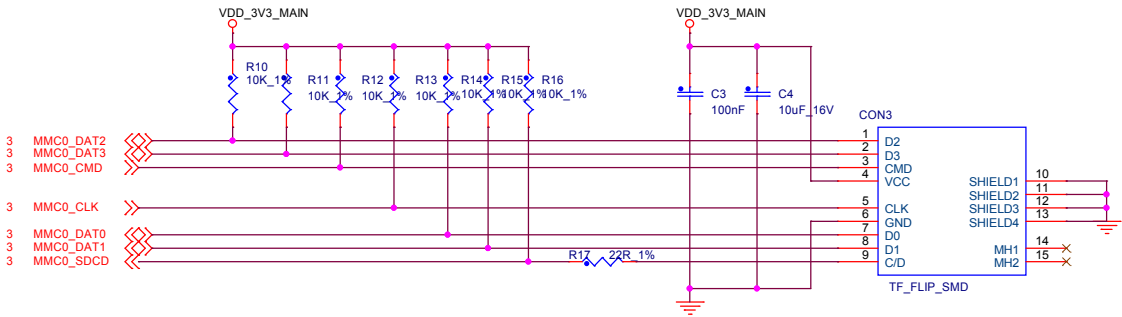 VDD_3V3_MAIN
VDD_3V3_MAIN
R10
10K_1%
R11
10K_1%
R12
10K_1%
R13
10K_1%
R14
10K_1%
R15
10K_1%
R16
10K_1%
C3
100nF
C4
10uF_16V
CON3
3 MMC0_DAT2
3 MMC0_DAT3
3 MMC0_CMD
3 MMC0_CLK
3 MMC0_DAT0
3 MMC0_DAT1
3 MMC0_SDCD
R17 22R_1%
1 D2
2 D3
3 CMD
4 VCC
5 CLK
6 GND
7 D0
8 D1
9 C/D
SHIELD1 10
SHIELD2 11
SHIELD3 12
SHIELD4 13
MH1 14
MH2 15
TF_FLIP_SMD